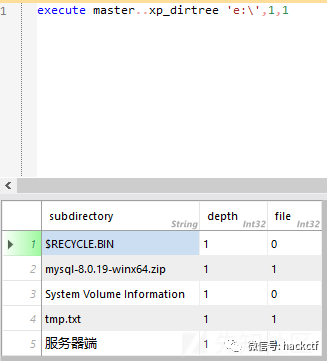 1 execute master..xp_dirtree 'e:\',1,1
subdirectory depth file
String Int32 Int32
1 $RECYCLE.BIN 1 0
2 mysql-8.0.19-winx64.zip 1 1
3 System Volume Information 1 0
4 tmp.txt 1 1
5 服务器端 1
微信号: hackctf